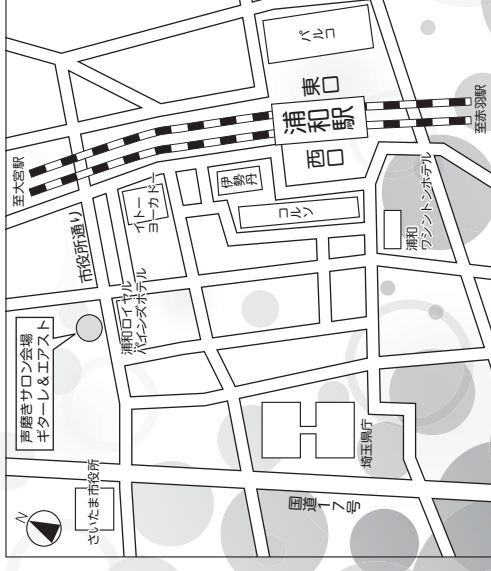 パルコ
東口
浦和駅
西口
至赤羽駅
至大宮駅
伊勢丹
コルソ
イトー
ヨーカドー
市役所通り
浦和
ワシントンホテル
浦和ロイヤル
パインズホテル
声磨きサロン会場
ギターレ&エアスト
埼玉県庁
国道17号
さいたま市役所
N